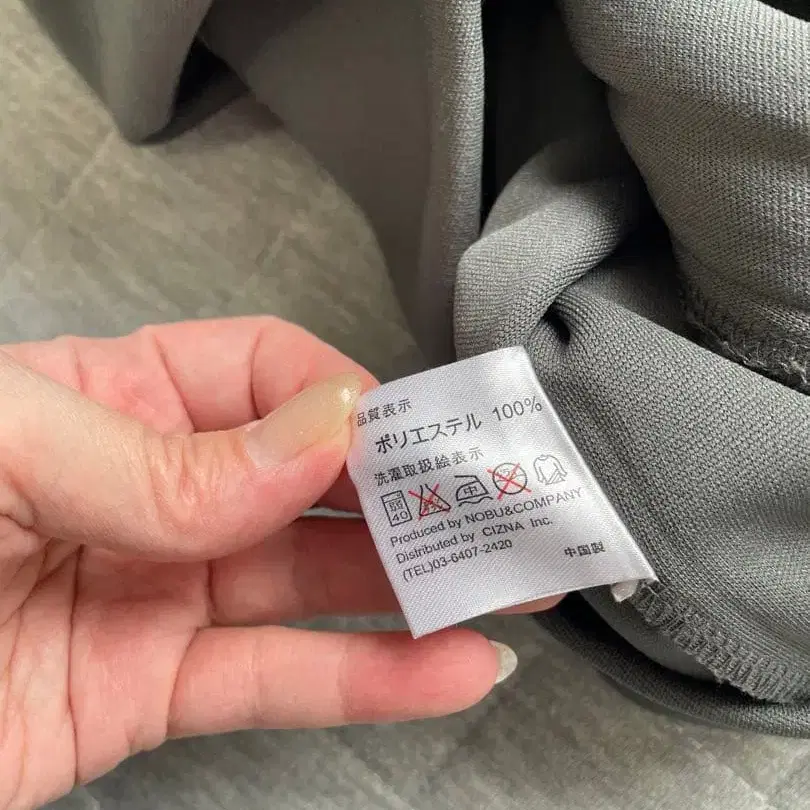 品質表示
ポリエステル 100%
洗濯取扱絵表示
弱 40 中
Produced by NOBU&COMPANY
Distributed by CIZNA Inc.
(TEL)03-6407-2420
中国製